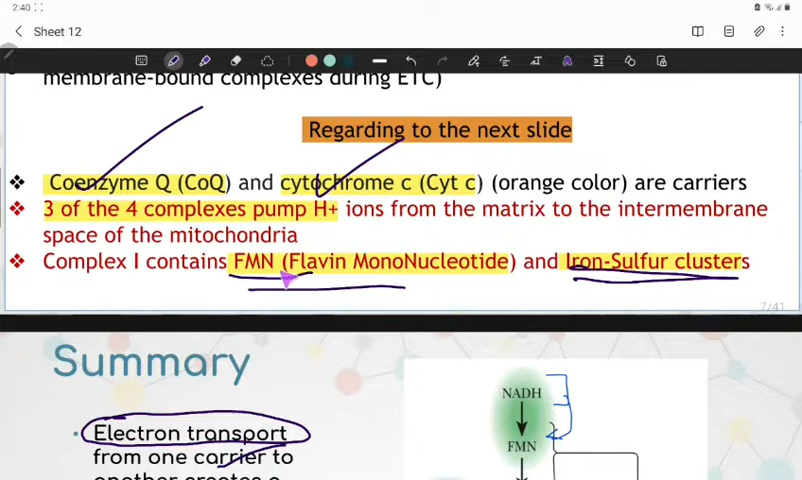 2:40
Sheet 12
membrane-bound complexes during ETC)
Regarding to the next slide
❖ Coenzyme Q (CoQ) and cytochrome c (Cyt c) (orange color) are carriers
❖ 3 of the 4 complexes pump H+ ions from the matrix to the intermembrane
space of the mitochondria
❖ Complex I contains FMN (Flavin MonoNucleotide) and Iron-Sulfur clusters
7/41
Summary
• Electron transport
from one carrier to
another creates a
NADH
FMN